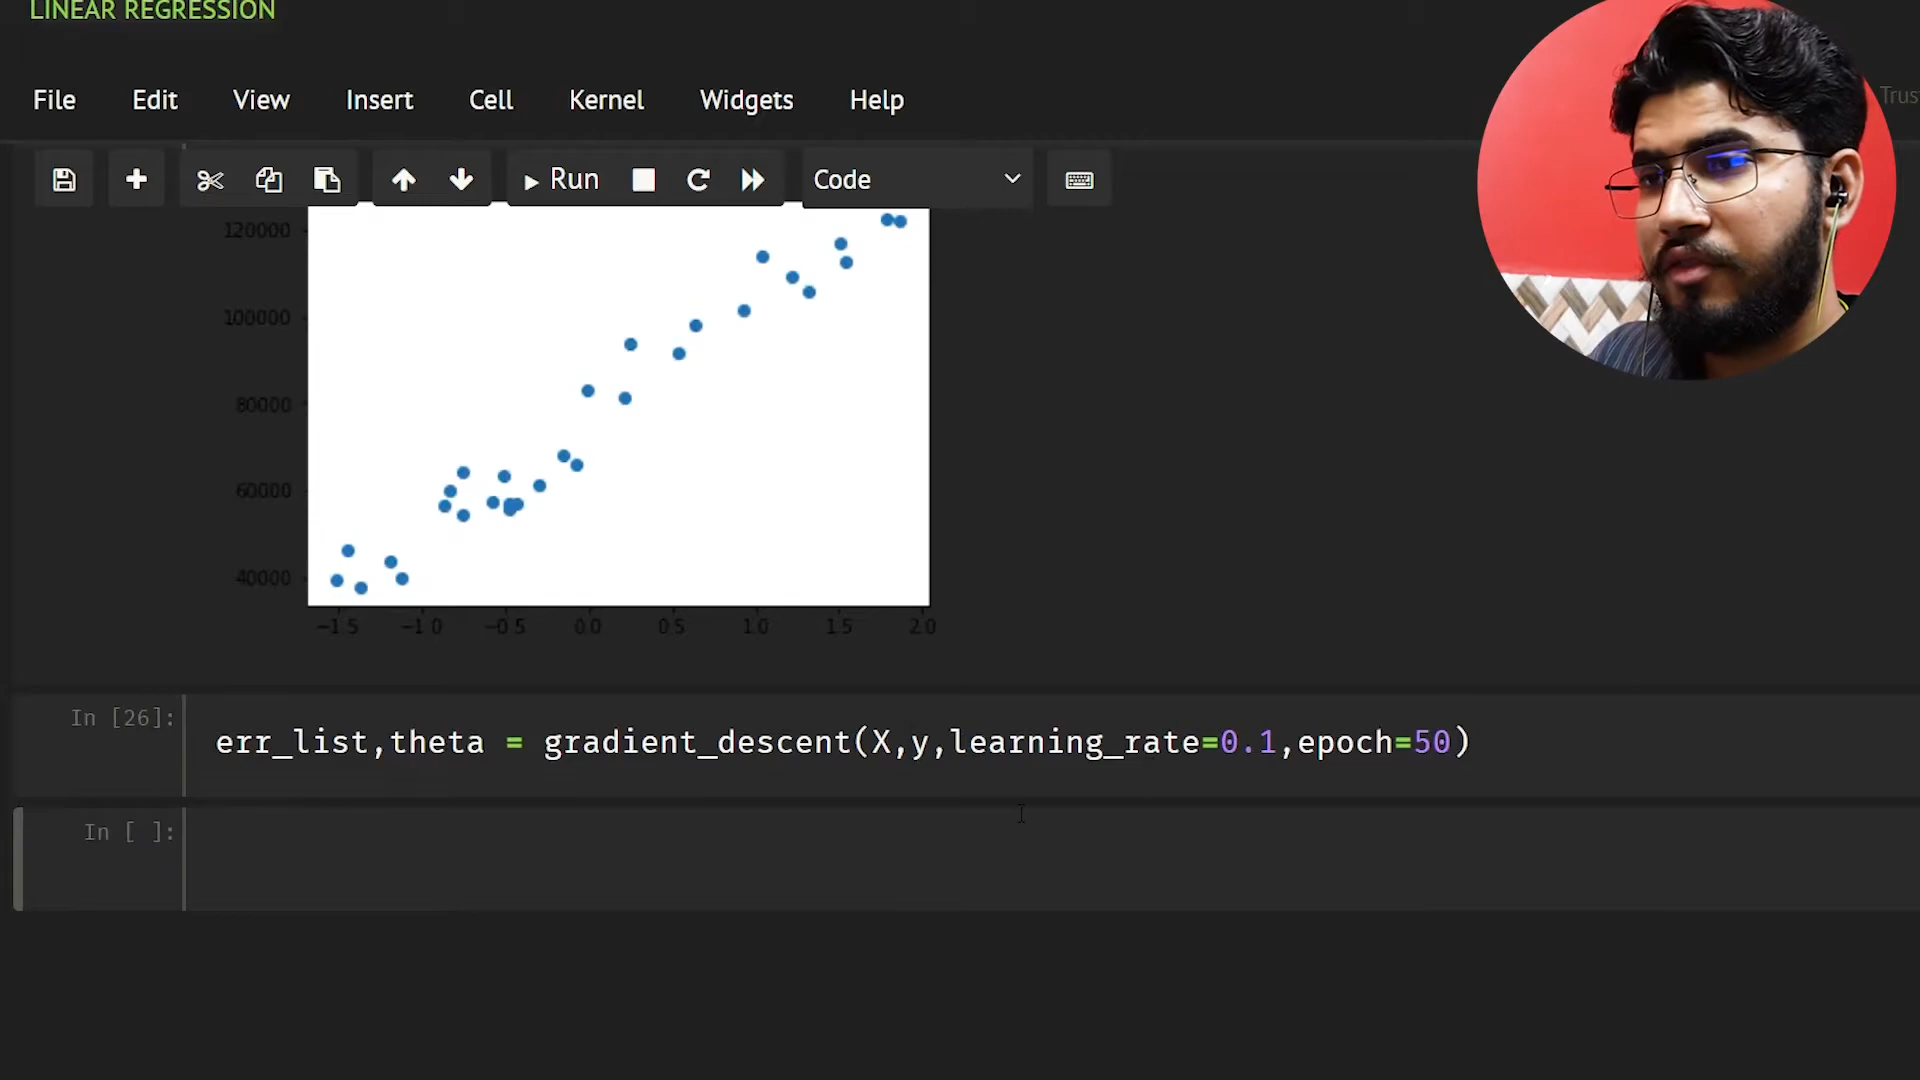 LINEAR REGRESSION
File Edit View Insert Cell Kernel Widgets Help
Trus
Run Code
120000
100000
80000
60000
40000
−1.5 −1.0 −0.5 0.0 0.5 1.0 1.5 2.0
In [26]: err_list,theta = gradient_descent(X,y,learning_rate=0.1,epoch=50)
In [ ]: